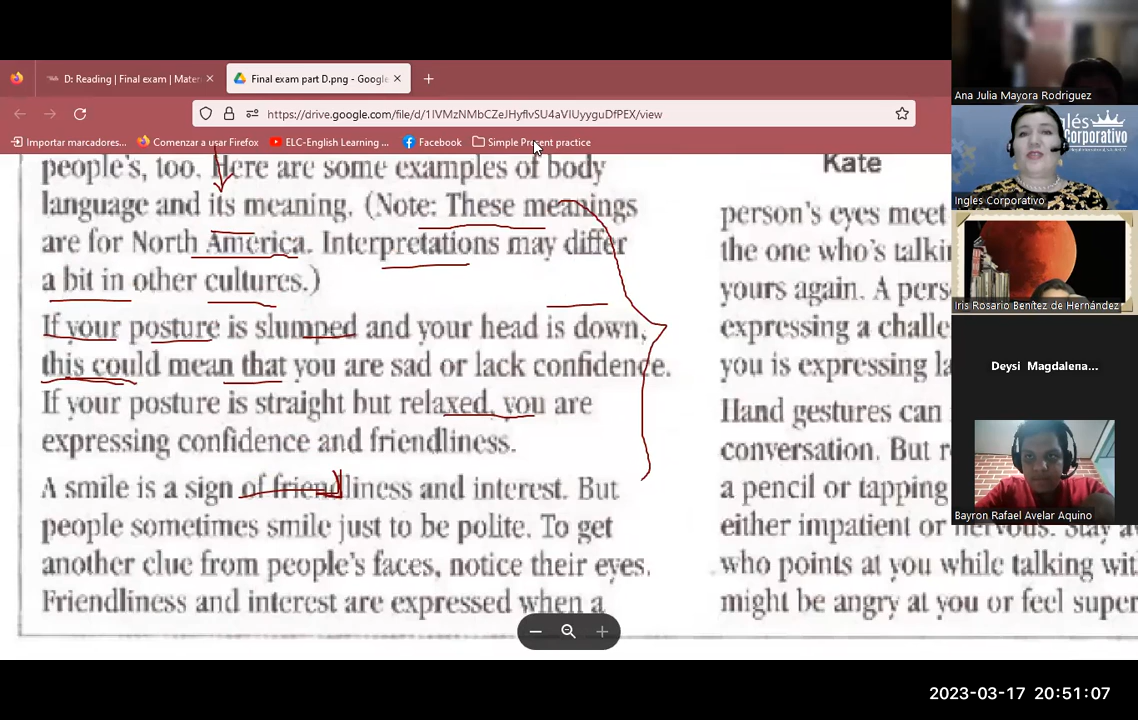 D: Reading | Final exam | Mater
Final exam part D.png - Google
https://drive.google.com/file/d/1lVMzNMbCZeJHyflvSU4aVIUyyguDfPEX/view
Importar marcadores...
Comenzar a usar Firefox
ELC-English Learning ...
Facebook
Simple Present practice
people's, too. Here are some examples of body
language and its meaning. (Note: These meanings
are for North America. Interpretations may differ
a bit in other cultures.)
If your posture is slumped and your head is down,
this could mean that you are sad or lack confidence.
If your posture is straight but relaxed, you are
expressing confidence and friendliness.
A smile is a sign of friendliness and interest. But
people sometimes smile just to be polite. To get
another clue from people's faces, notice their eyes.
Friendliness and interest are expressed when a
Kate
person's eyes meet
the one who's talki
yours again. A pers
expressing a challe
you is expressing la
Hand gestures can
conversation. But r
a pencil or tapping
either impatient or nervous. Stay a
who points at you while talking wit
might be angry at you or feel super
Ana Julia Mayora Rodriguez
Inglés
Corporativo
Ingles Corporativo
Iris Rosario Benítez de Hernández
Deysi Magdalena...
Bayron Rafael Avelar Aquino
2023-03-17 20:51:07